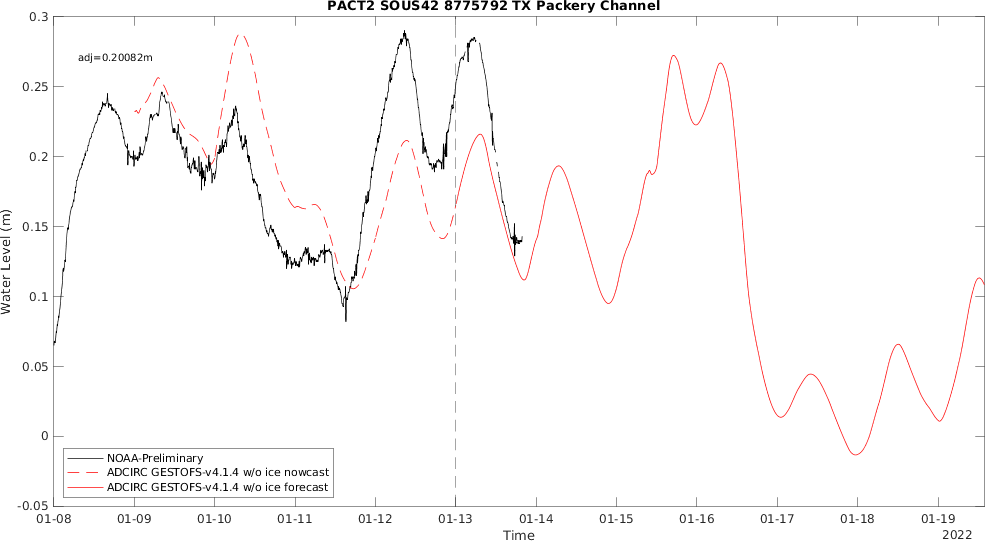 PACT2 SOUS42 8775792 TX Packery Channel
adj=0.20082m
Water Level (m)
0.3
0.25
0.2
0.15
0.1
0.05
0
-0.05
NOAA-Preliminary
ADCIRC GESTOFS-v4.1.4 w/o ice nowcast
ADCIRC GESTOFS-v4.1.4 w/o ice forecast
01-08 01-09 01-10 01-11 01-12 01-13 01-14 01-15 01-16 01-17 01-18 01-19
Time
2022